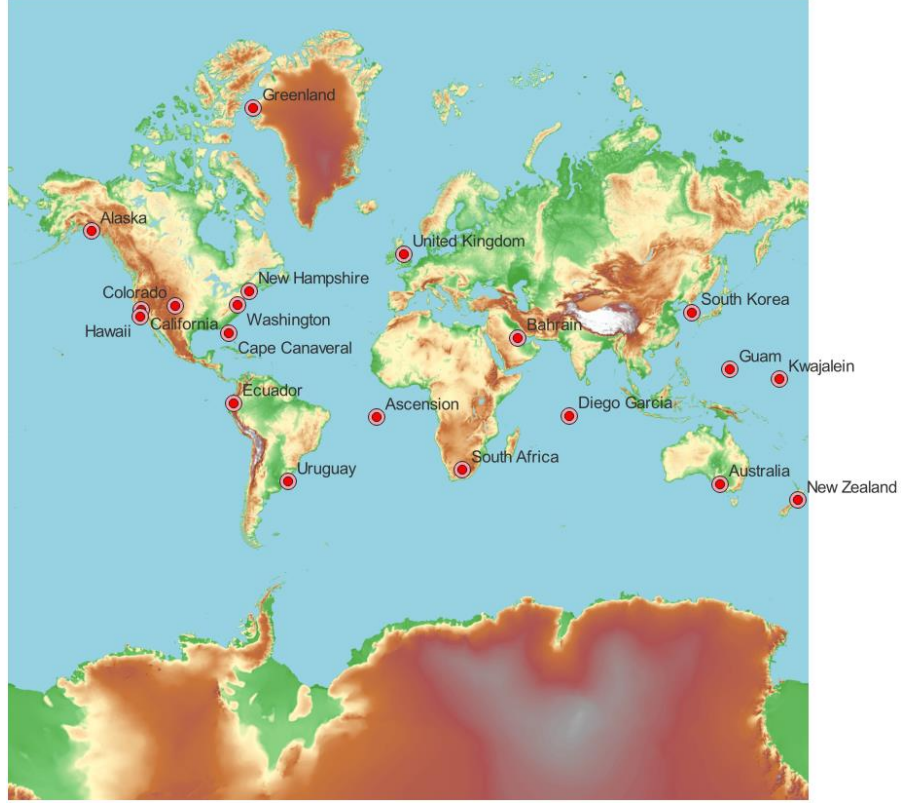 Greenland
Alaska
United Kingdom
New Hampshire
Colorado
South Korea
Hawaii
California
Washington
Bahrain
Cape Canaveral
Guam
Kwajalein
Ecuador
Ascension
Diego Garcia
South Africa
Uruguay
Australia
New Zealand